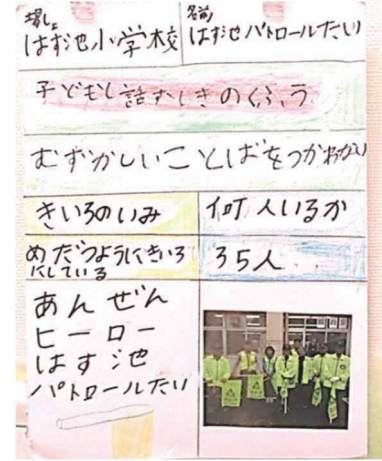 場しょ
はす池小学校
名前
はす池パトロールたい
子どもと話すときのくふう
むずかしいことばをつかわない
きいろのいみ
何人いるか
めだつようにきいろ
にしている
35人
あんぜん
ヒーロー
はす池
パトロールたい